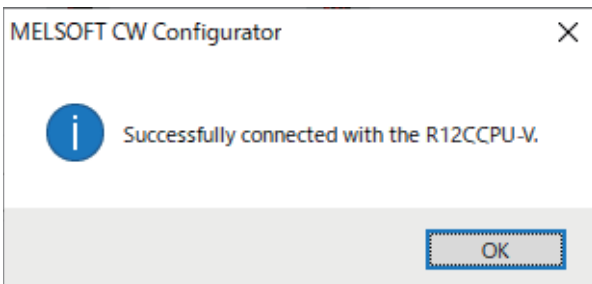 MELSOFT CW Configurator
Successfully connected with the R12CCPU-V.
OK